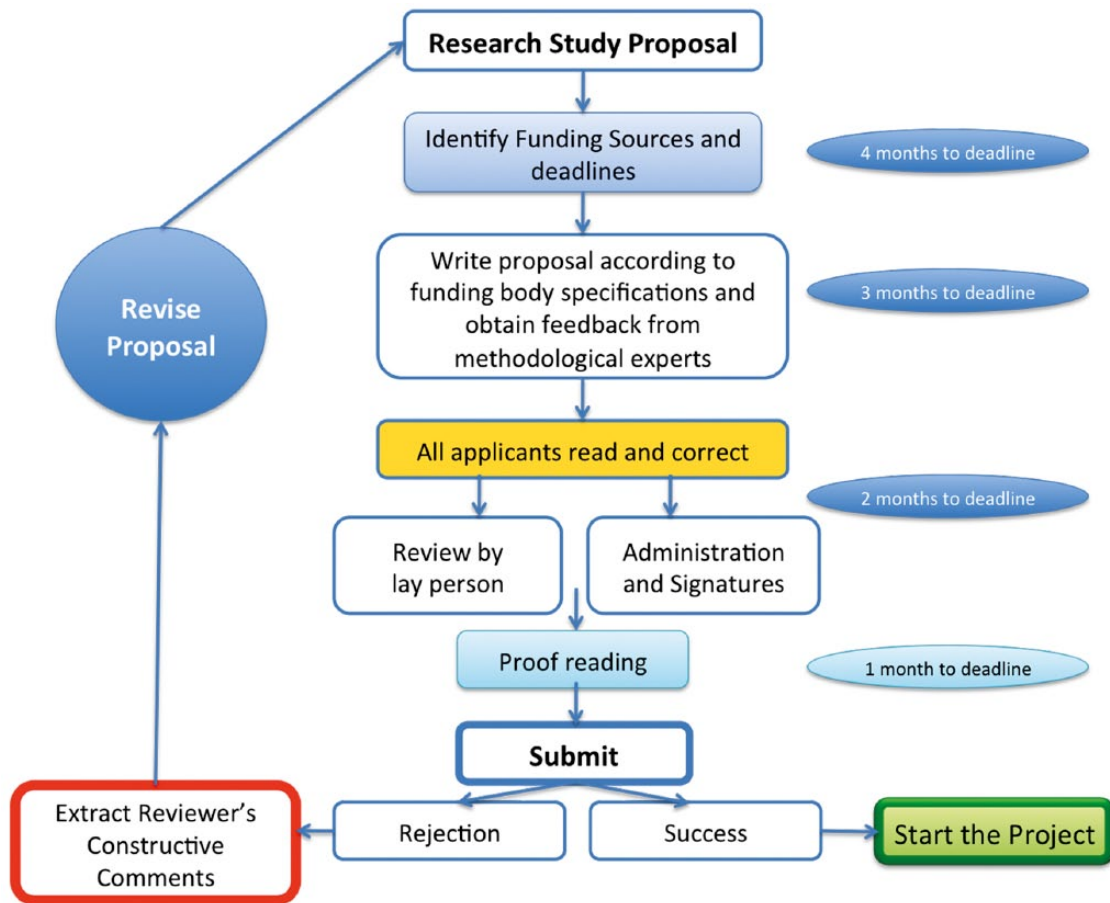 Research Study Proposal
Identify Funding Sources and
deadlines
4 months to deadline
Write proposal according to
funding body specifications and
obtain feedback from
methodological experts
3 months to deadline
Revise
Proposal
All applicants read and correct
2 months to deadline
Review by
lay person
Administration
and Signatures
Proof reading
1 month to deadline
Submit
Extract Reviewer’s
Constructive
Comments
Rejection
Success
Start the Project